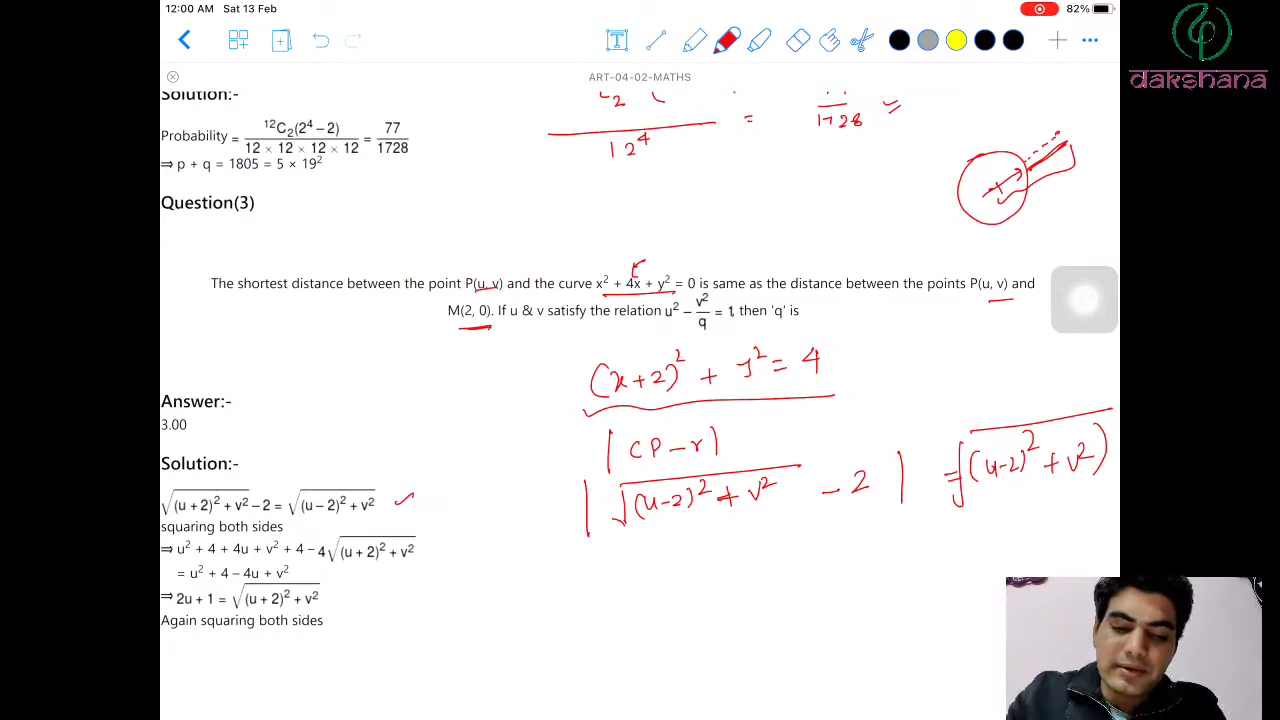 12:00 AM Sat 13 Feb 82%
dakshana
ART-04-02-MATHS
Solution:-
Probability = ¹²C₂(2⁴ – 2) / 12 × 12 × 12 × 12 = 77 / 1728
⇒ p + q = 1805 = 5 × 19²
12⁴ = 1728
Question(3)
The shortest distance between the point P(u, v) and the curve x² + 4x + y² = 0 is same as the distance between the points P(u, v) and
M(2, 0). If u & v satisfy the relation u² – v²/q = 1, then 'q' is
(x+2)² + y² = 4
Answer:-
3.00
|CP – r|
Solution:-
|√(u-2)² + v² – 2| = √(u-2)² + v²)
√(u + 2)² + v² – 2 = √(u – 2)² + v²
squaring both sides
⇒ u² + 4 + 4u + v² + 4 – 4√(u + 2)² + v²
= u² + 4 – 4u + v²
⇒ 2u + 1 = √(u + 2)² + v²
Again squaring both sides